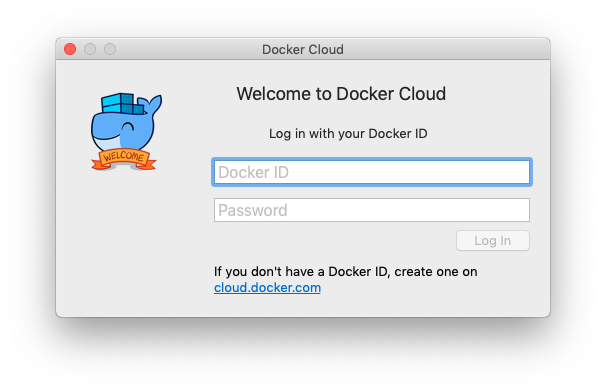 Docker Cloud
Welcome to Docker Cloud
Log in with your Docker ID
WELCOME
Docker ID
Password
Log In
If you don't have a Docker ID, create one on
cloud.docker.com